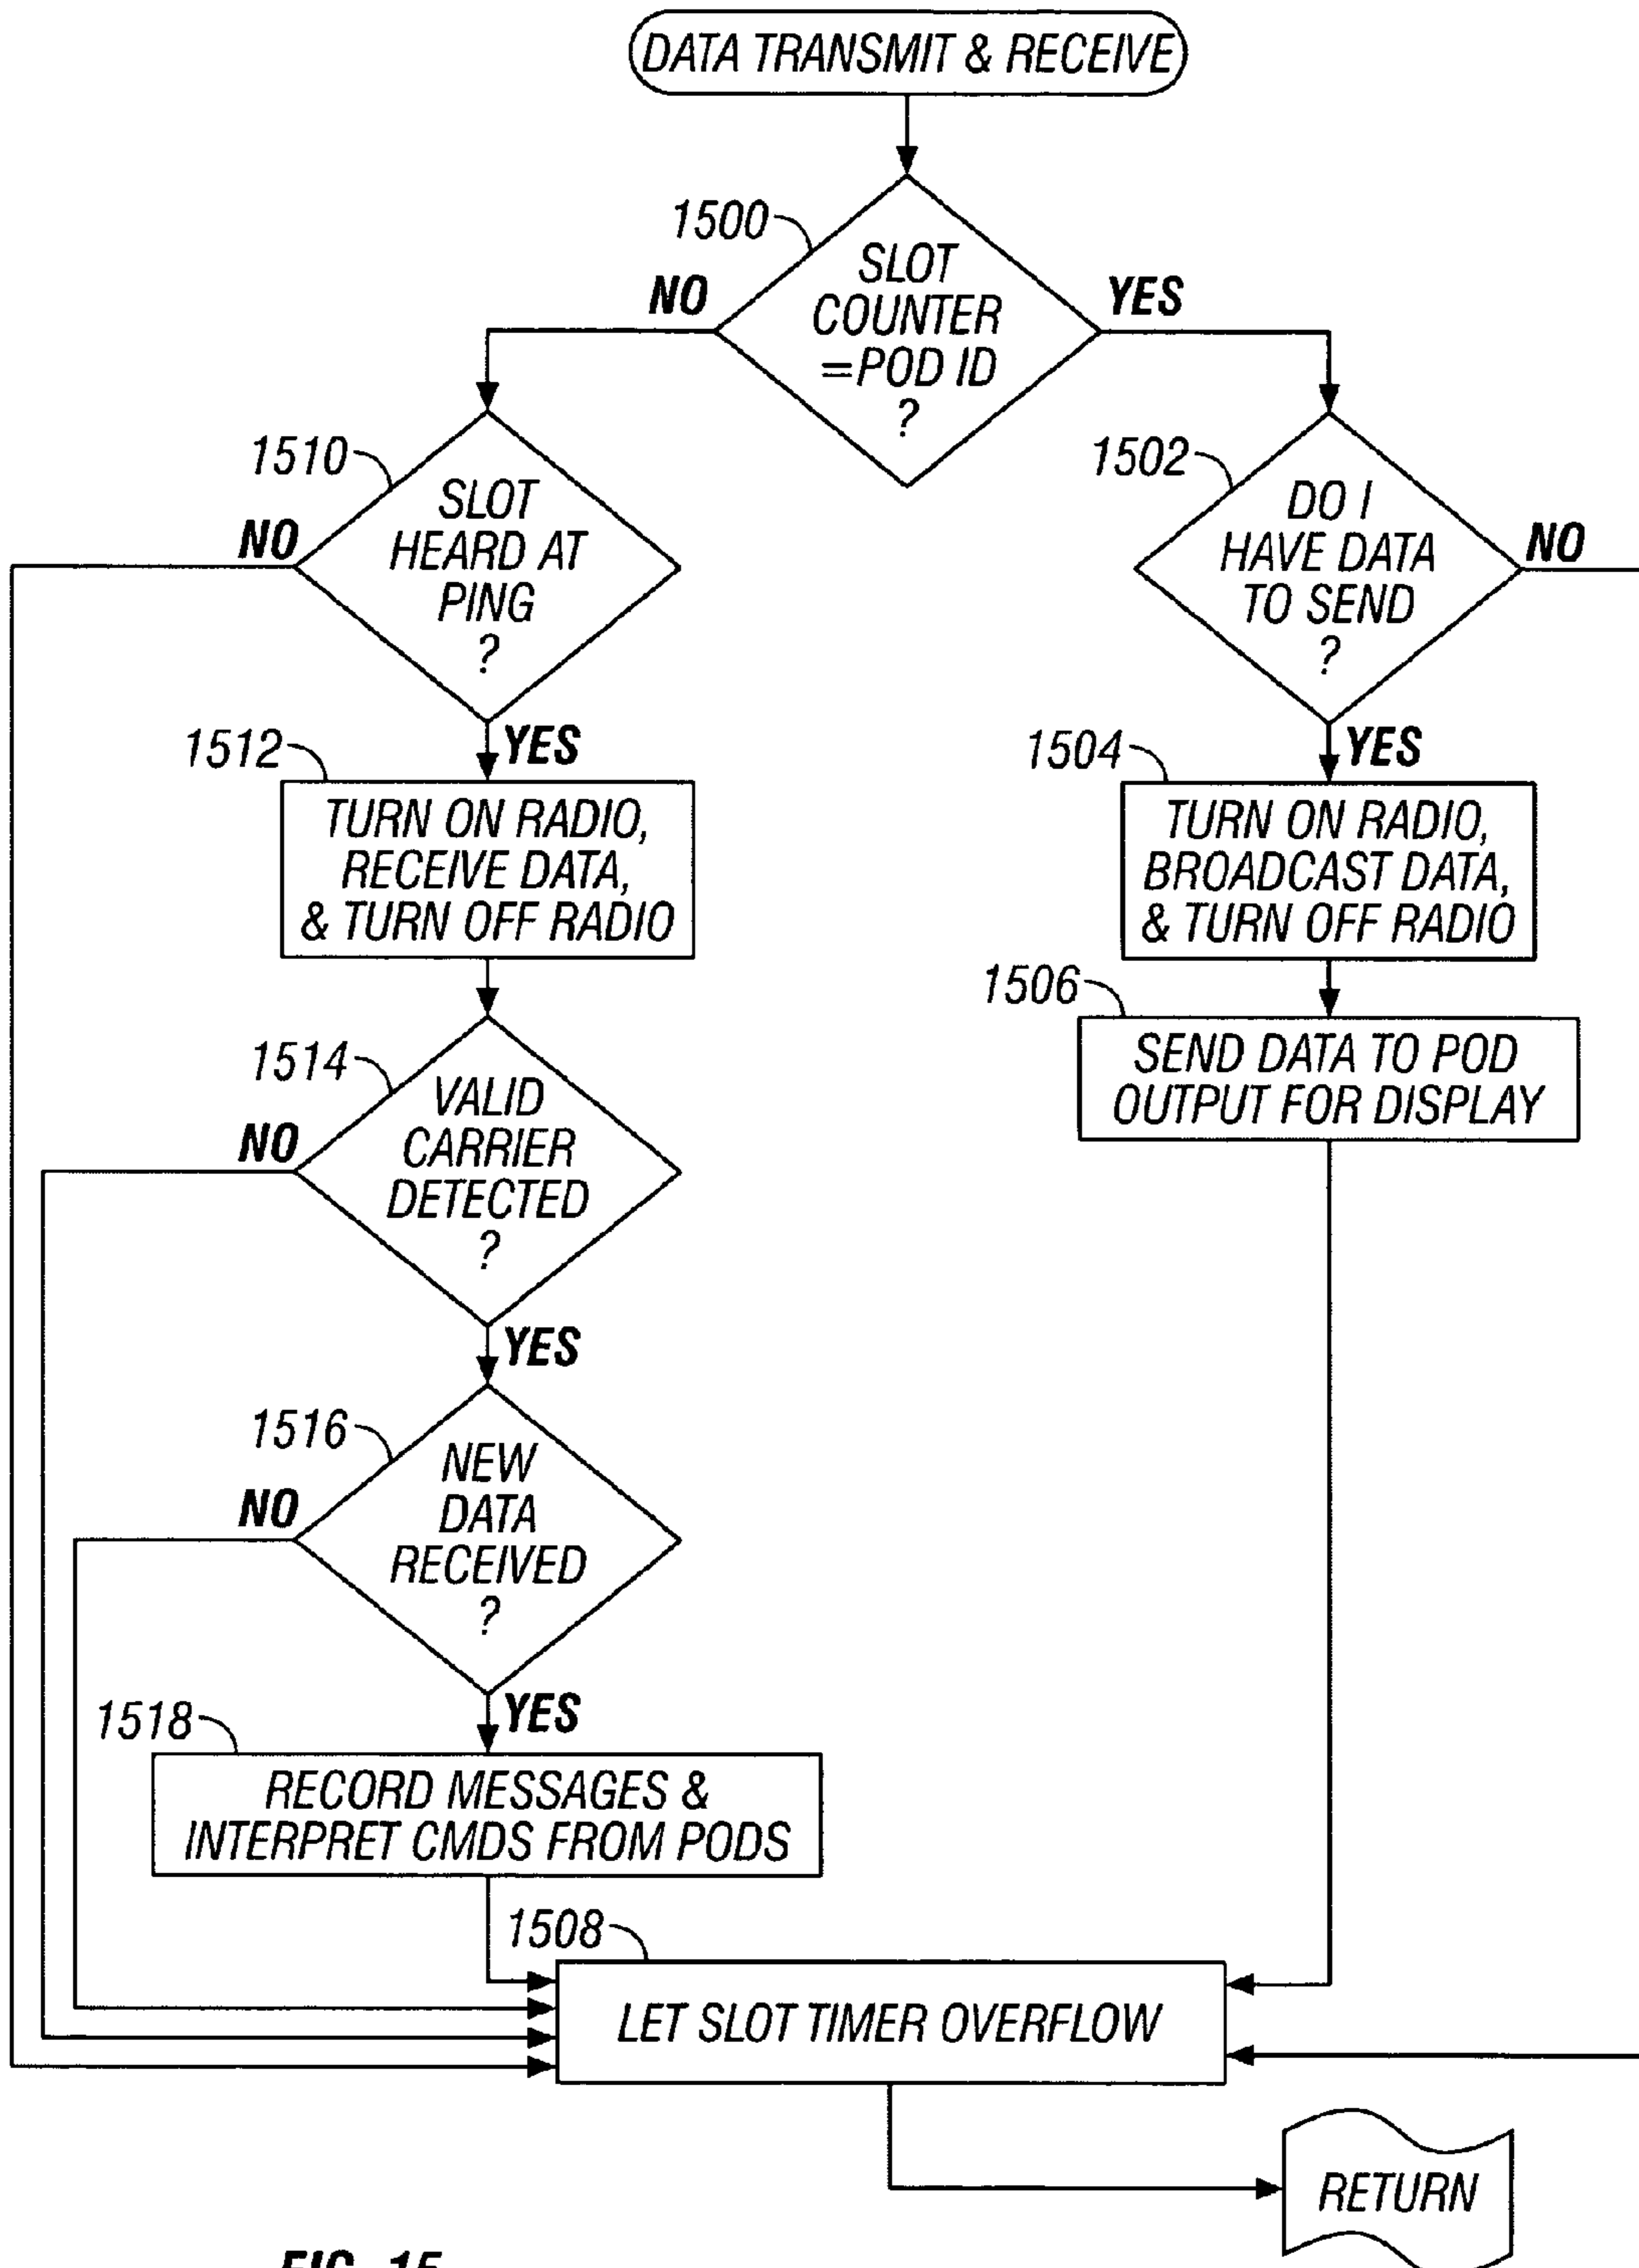 DATA TRANSMIT & RECEIVE
1500
SLOT
COUNTER
=POD ID
?
NO
YES
1510
SLOT
HEARD AT
PING
?
NO
YES
1502
DO I
HAVE DATA
TO SEND
?
NO
YES
1512
TURN ON RADIO,
RECEIVE DATA,
& TURN OFF RADIO
1504
TURN ON RADIO,
BROADCAST DATA,
& TURN OFF RADIO
1506
SEND DATA TO POD
OUTPUT FOR DISPLAY
1514
VALID
CARRIER
DETECTED
?
NO
YES
1516
NEW
DATA
RECEIVED
?
NO
YES
1518
RECORD MESSAGES &
INTERPRET CMDS FROM PODS
1508
LET SLOT TIMER OVERFLOW
RETURN
FIG. 15